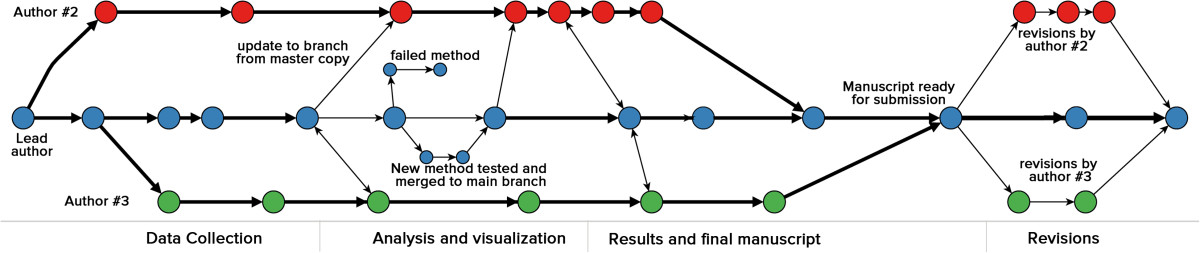 Author #2
update to branch
from master copy
failed method
revisions by
author #2
Manuscript ready
for submission
Lead
author
New method tested and
merged to main branch
revisions by
author #3
Author #3
Data Collection
Analysis and visualization
Results and final manuscript
Revisions